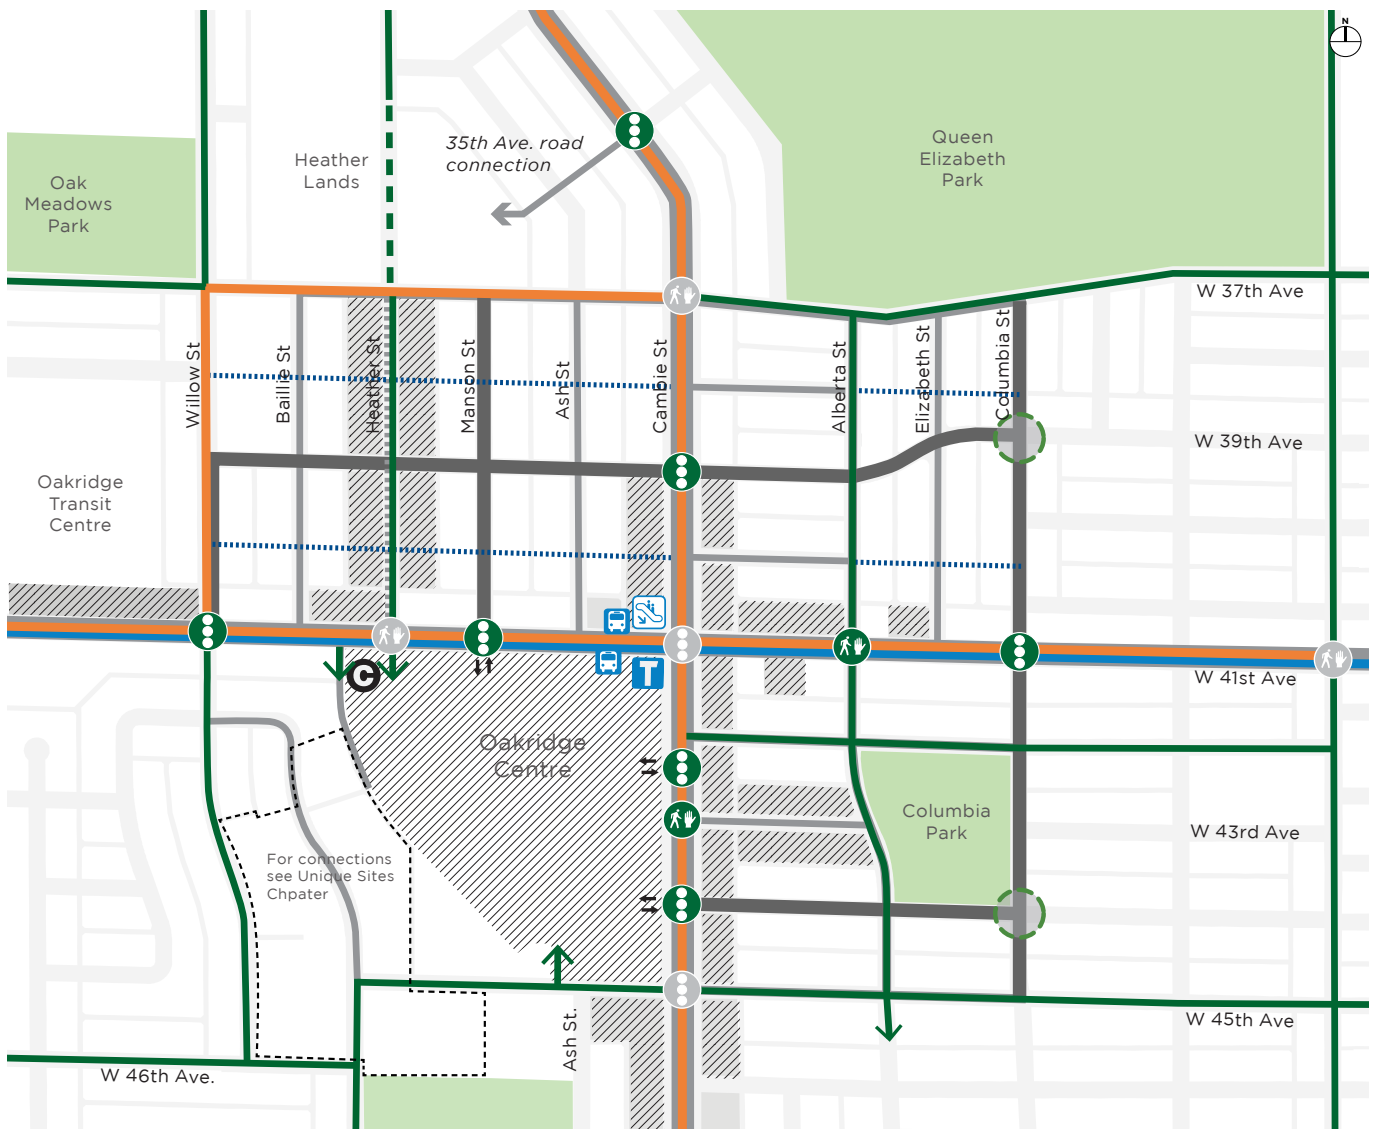 N
35th Ave. road
connection
Queen
Elizabeth
Park
Heather
Lands
Oak
Meadows
Park
W 37th Ave
Willow St
Baillie St
Heather St
Manson St
Ash St
Cambie St
Alberta St
Elizabeth St
Columbia St
W 39th Ave
Oakridge
Transit
Centre
C
T
W 41st Ave
Oakridge
Centre
Columbia
Park
W 43rd Ave
For connections
see Unique Sites
Chpater
Ash St.
W 45th Ave
W 46th Ave.